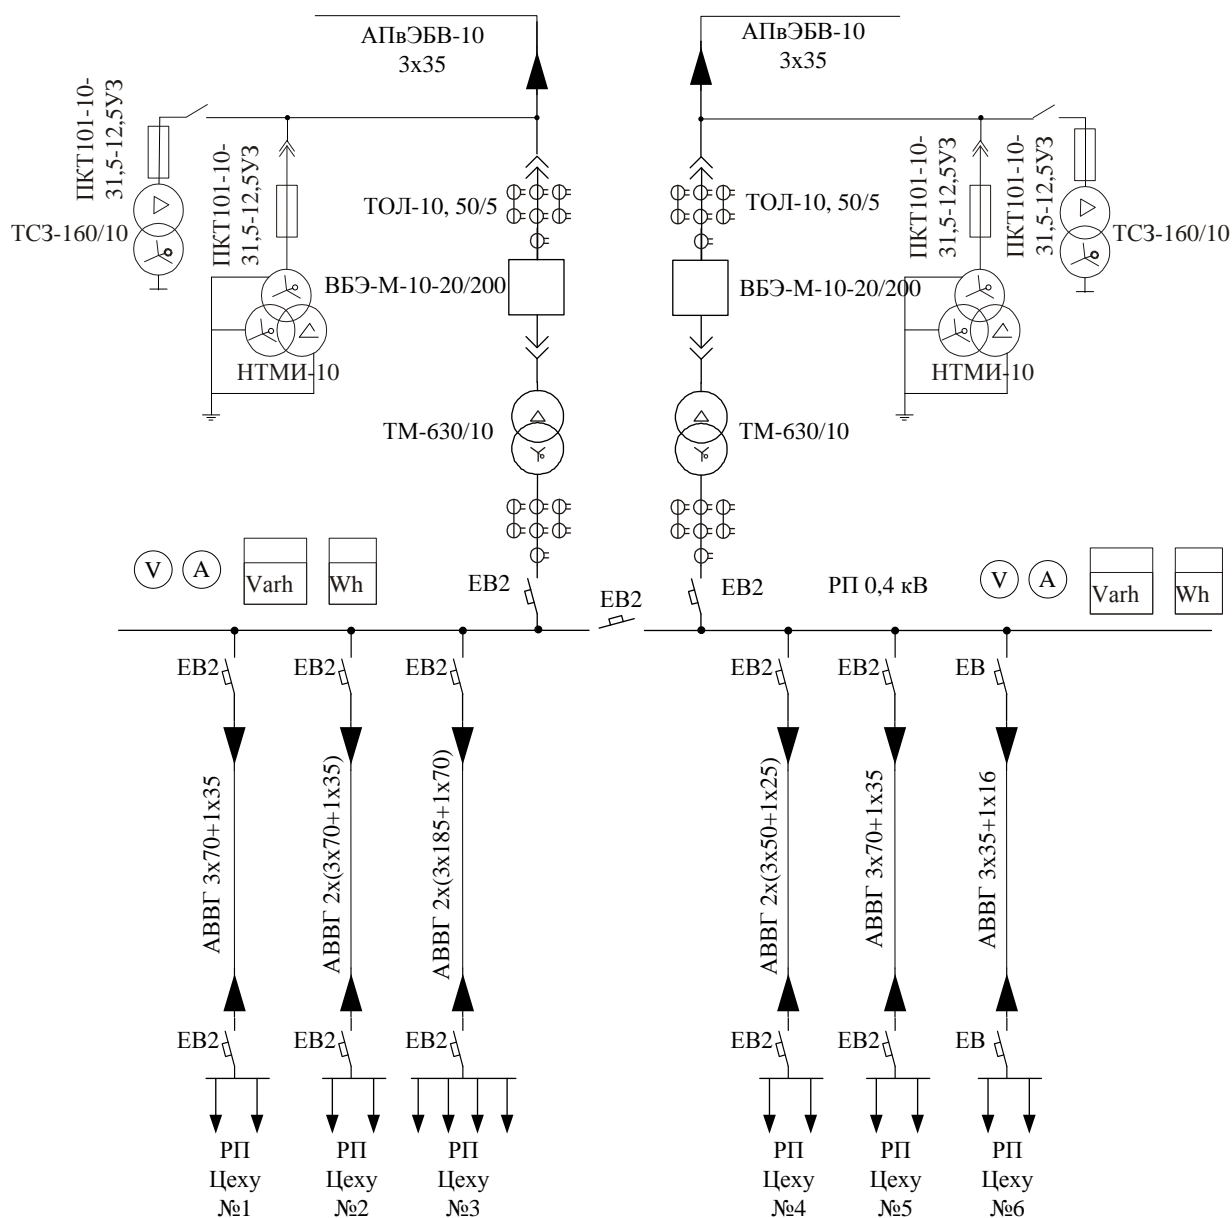 АПвЭБВ-10
3х35
АПвЭБВ-10
3х35
ПКТ101-10-
31,5-12,5У3
ПКТ101-10-
31,5-12,5У3
ТОЛ-10, 50/5
ТОЛ-10, 50/5
ПКТ101-10-
31,5-12,5У3
ПКТ101-10-
31,5-12,5У3
ТСЗ-160/10
ТСЗ-160/10
ВБЭ-М-10-20/200
ВБЭ-М-10-20/200
НТМИ-10
НТМИ-10
ТМ-630/10
ТМ-630/10
V
A
Varh
Wh
ЕВ2
ЕВ2
ЕВ2
РП 0,4 кВ
V
A
Varh
Wh
ЕВ2
ЕВ2
ЕВ2
ЕВ2
ЕВ2
ЕВ
АВВГ 3х70+1х35
АВВГ 2х(3х70+1х35)
АВВГ 2х(3х185+1х70)
АВВГ 2х(3х50+1х25)
АВВГ 3х70+1х35
АВВГ 3х35+1х16
ЕВ2
ЕВ2
ЕВ2
ЕВ2
ЕВ2
ЕВ
РП
Цеху
№1
РП
Цеху
№2
РП
Цеху
№3
РП
Цеху
№4
РП
Цеху
№5
РП
Цеху
№6